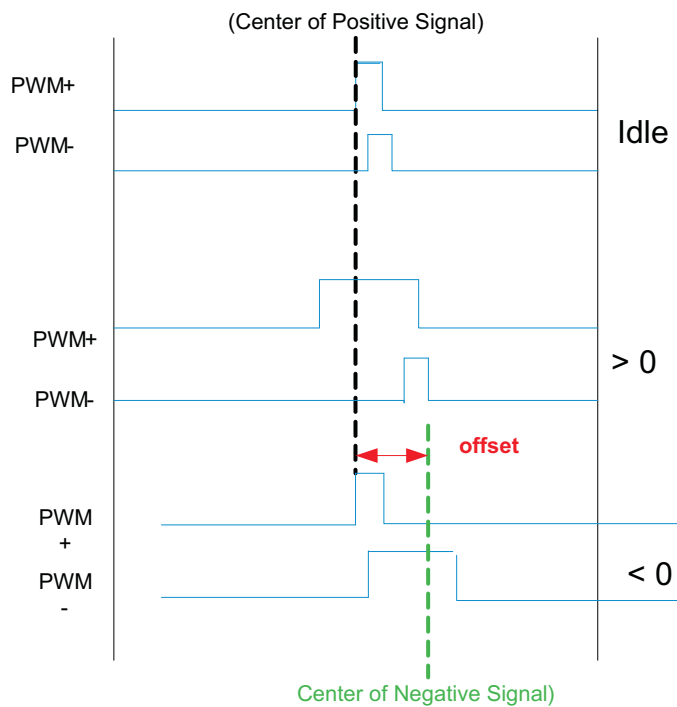 (Center of Positive Signal)
PWM+
Idle
PWM-
PWM+
> 0
PWM-
offset
PWM
+
< 0
PWM
-
Center of Negative Signal)